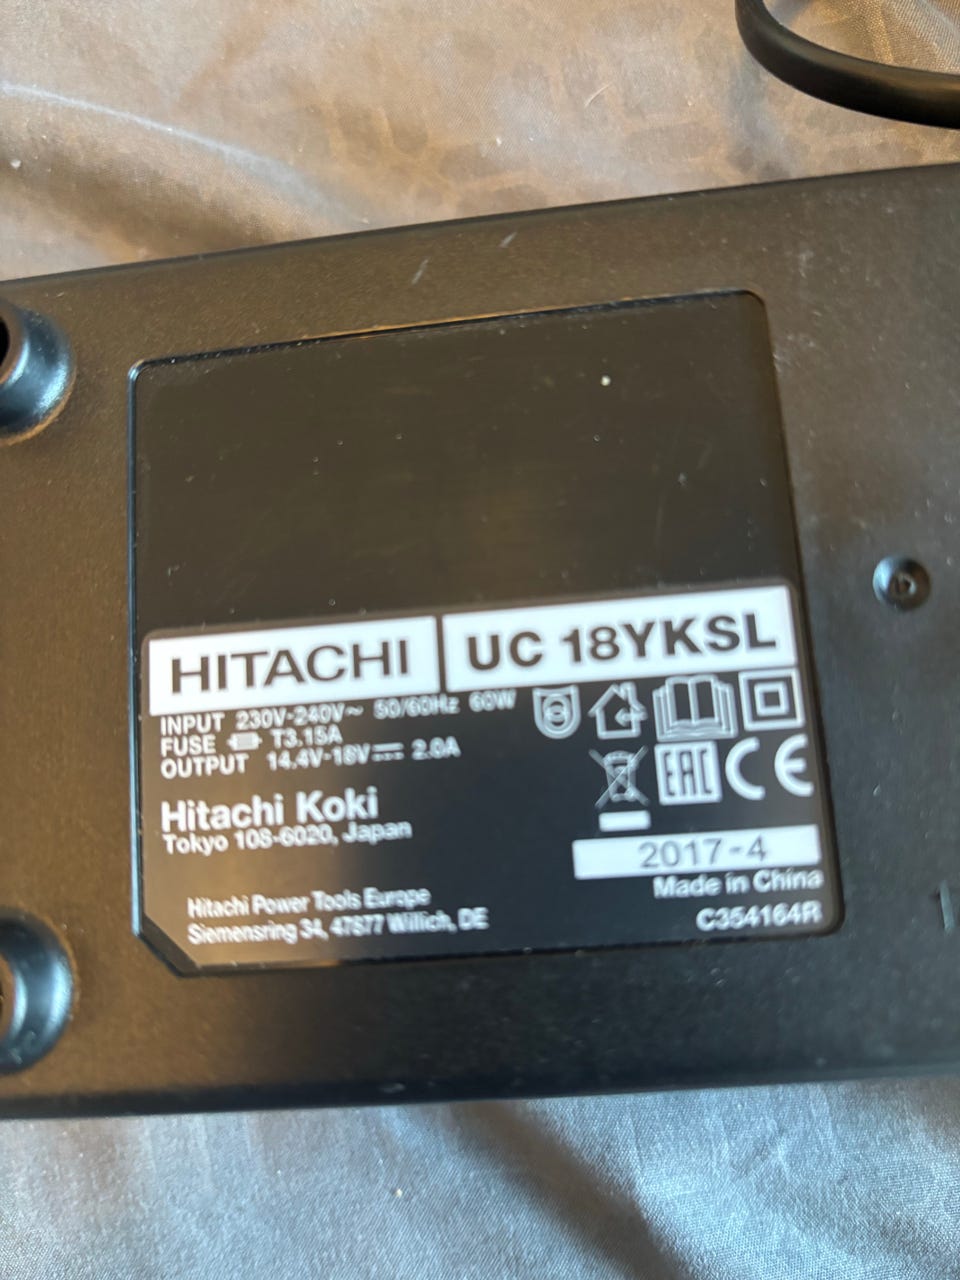 HITACHI UC 18YKSL
INPUT 230V-240V~ 50/60Hz 60W
FUSE T3.15A
OUTPUT 14.4V-18V⎓ 2.0A
Hitachi Koki
Tokyo 108-6020, Japan
EAC CE
2017-4
Made in China
Hitachi Power Tools Europe
Siemensring 34, 47877 Willich, DE
C354164R